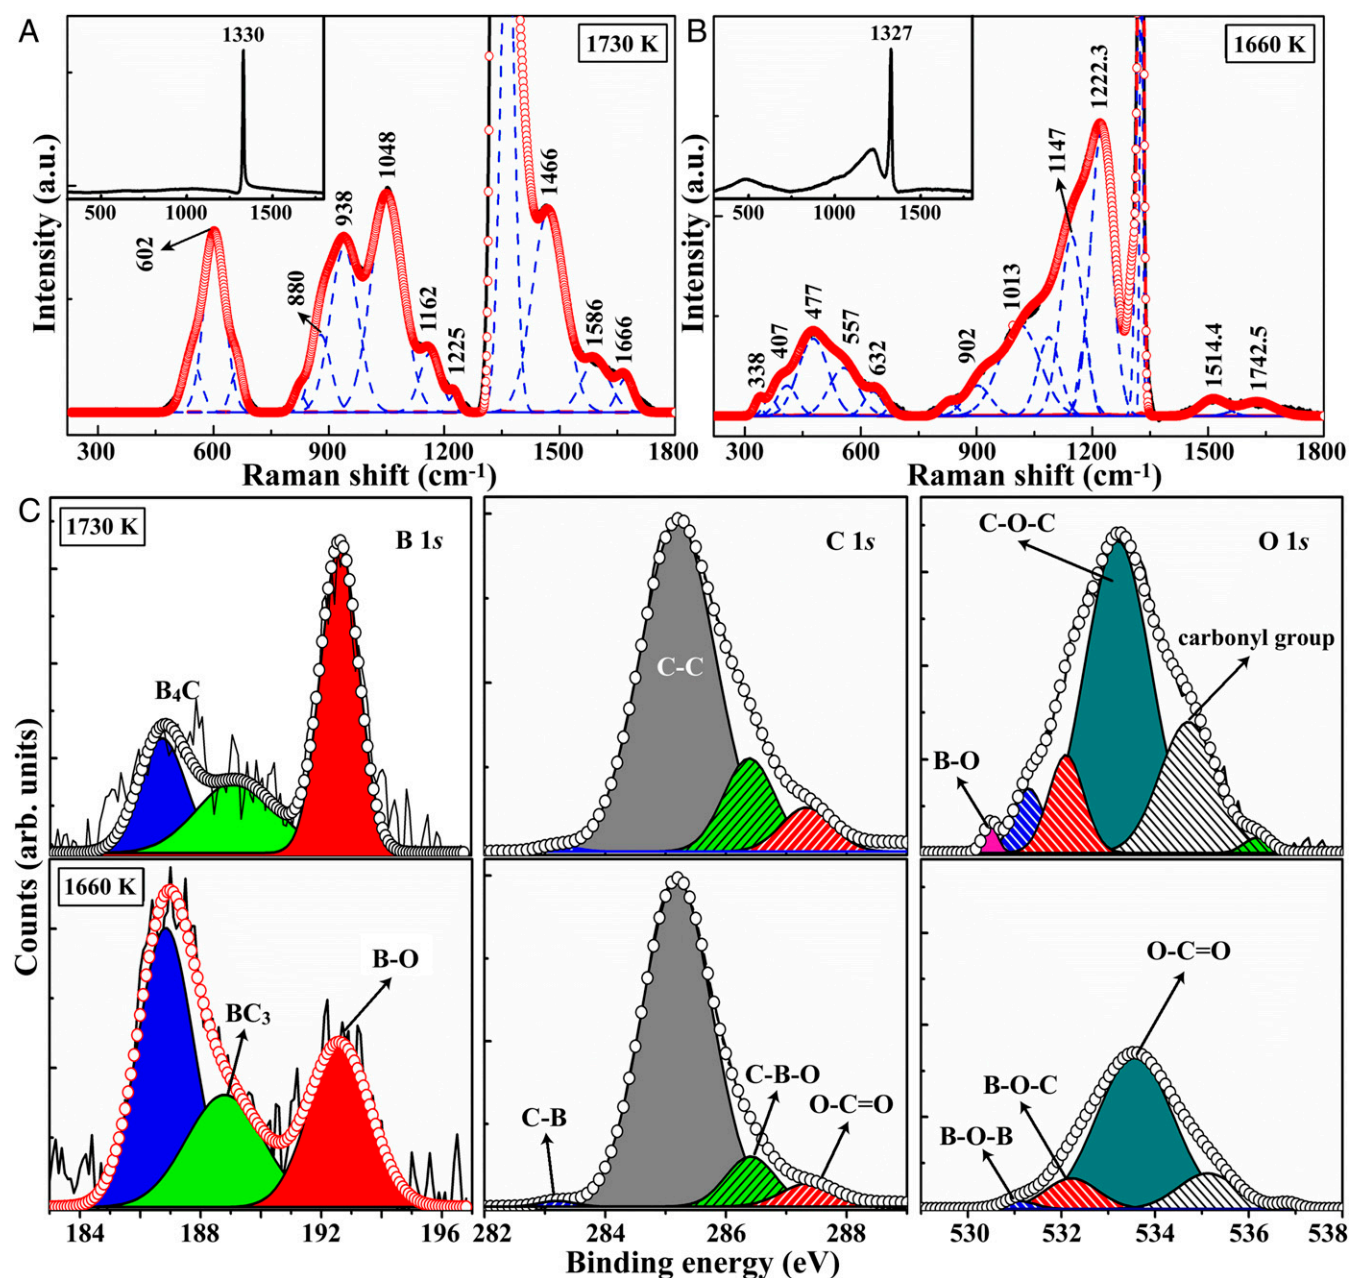 A
1330
500 1000 1500
1730 K
602
880
938
1048
1162
1225
1466
1586
1666
Intensity (a.u.)
300 600 900 1200 1500 1800
Raman shift (cm-1)
B
1327
500 1000 1500
1660 K
338
407
477
557
632
902
1013
1147
1222.3
1514.4
1742.5
Intensity (a.u.)
300 600 900 1200 1500 1800
Raman shift (cm-1)
C
1730 K
B 1s
B4C
C 1s
C-C
O 1s
C-O-C
carbonyl group
B-O
Counts (arb. units)
1660 K
BC3
B-O
C-B
C-B-O
O-C=O
O-C=O
B-O-C
B-O-B
184 188 192 196
284 286 288
530 532 534 536 538
Binding energy (eV)